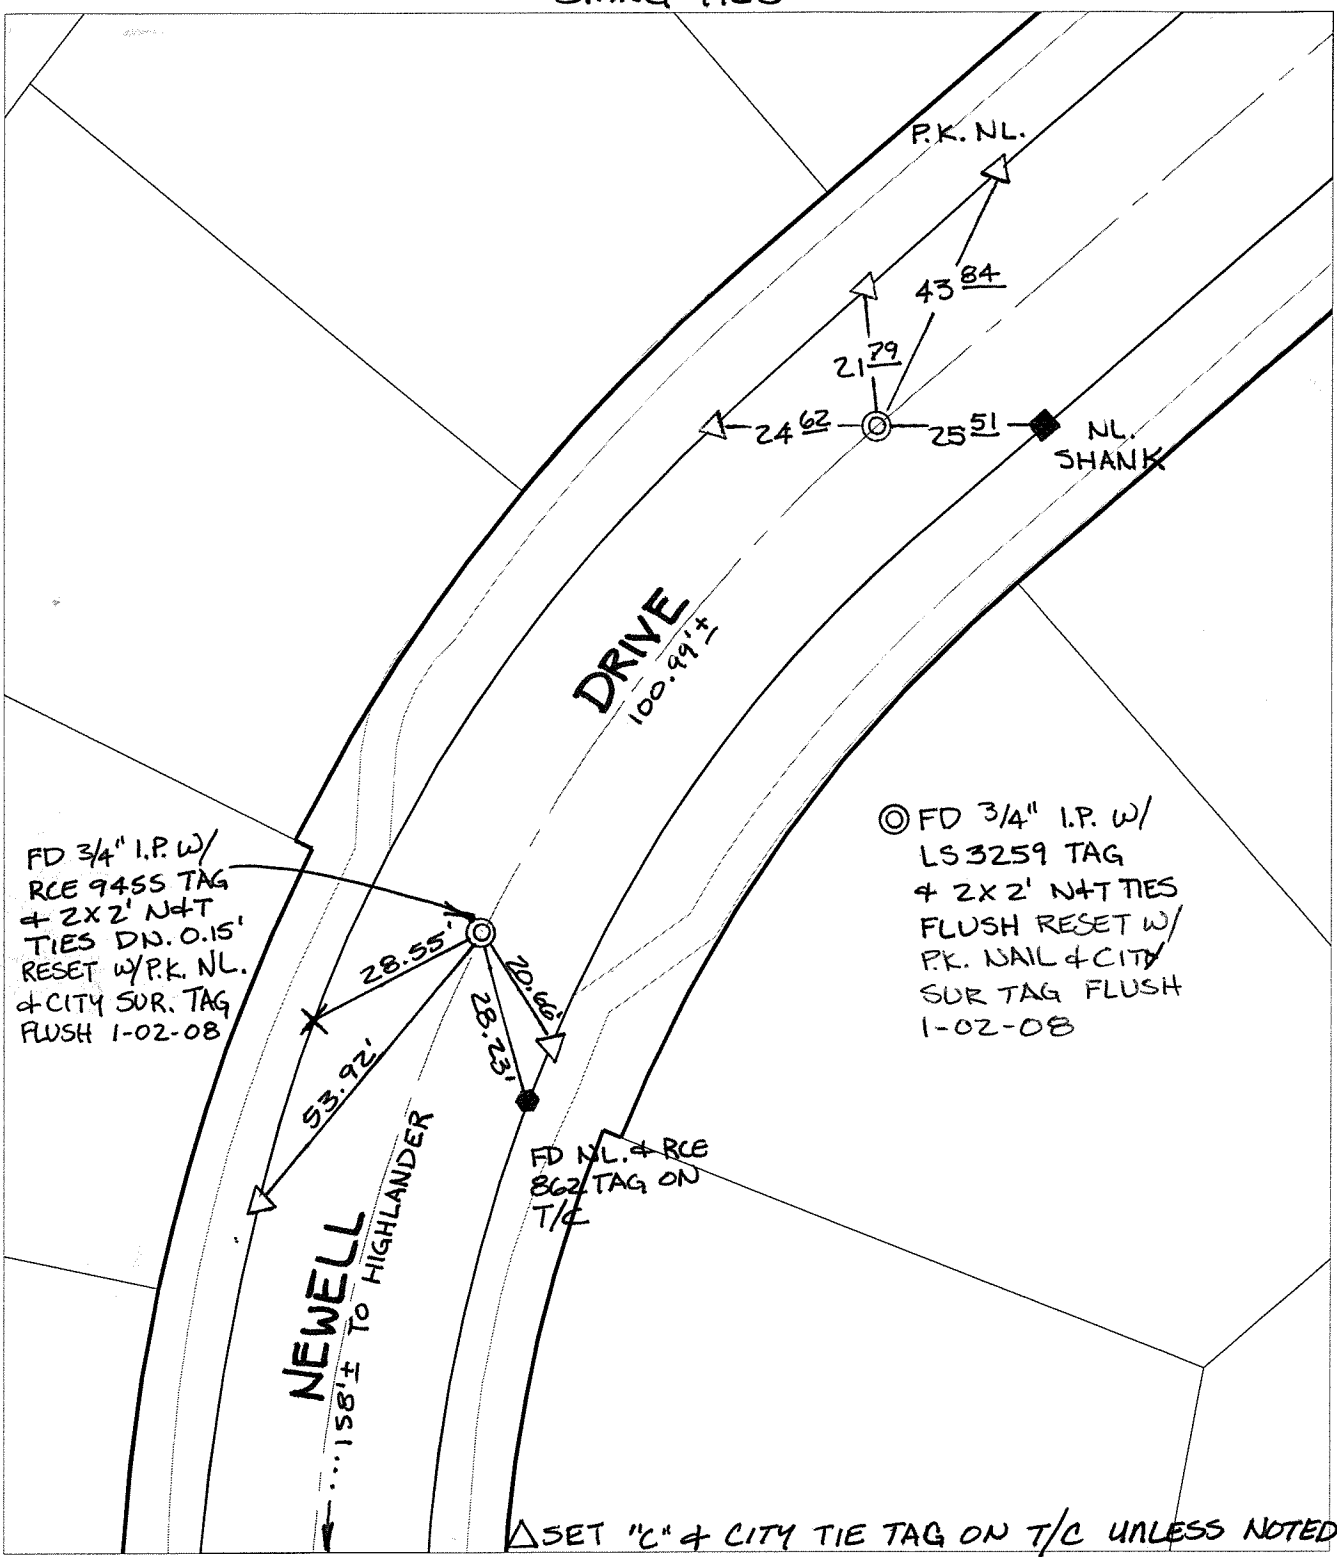 P.K. NL.
43 84
21 79
24 62
25 51
NL.
SHANK
DRIVE
100.99'±
FD 3/4" I.P. W/
RCE 9455 TAG
& 2X2' N&T
TIES DN. 0.15'
RESET W/P.K. NL.
& CITY SUR. TAG
FLUSH 1-02-08
FD 3/4" I.P. W/
LS 3259 TAG
& 2X2' N&T TIES
FLUSH RESET W/
P.K. NAIL & CITY
SUR TAG FLUSH
1-02-08
28.55'
20.66'
28.23'
53.92'
FD NL. & RCE
862 TAG ON
T/C
NEWELL
158'± TO HIGHLANDER
SET "C" & CITY TIE TAG ON T/C UNLESS NOTED